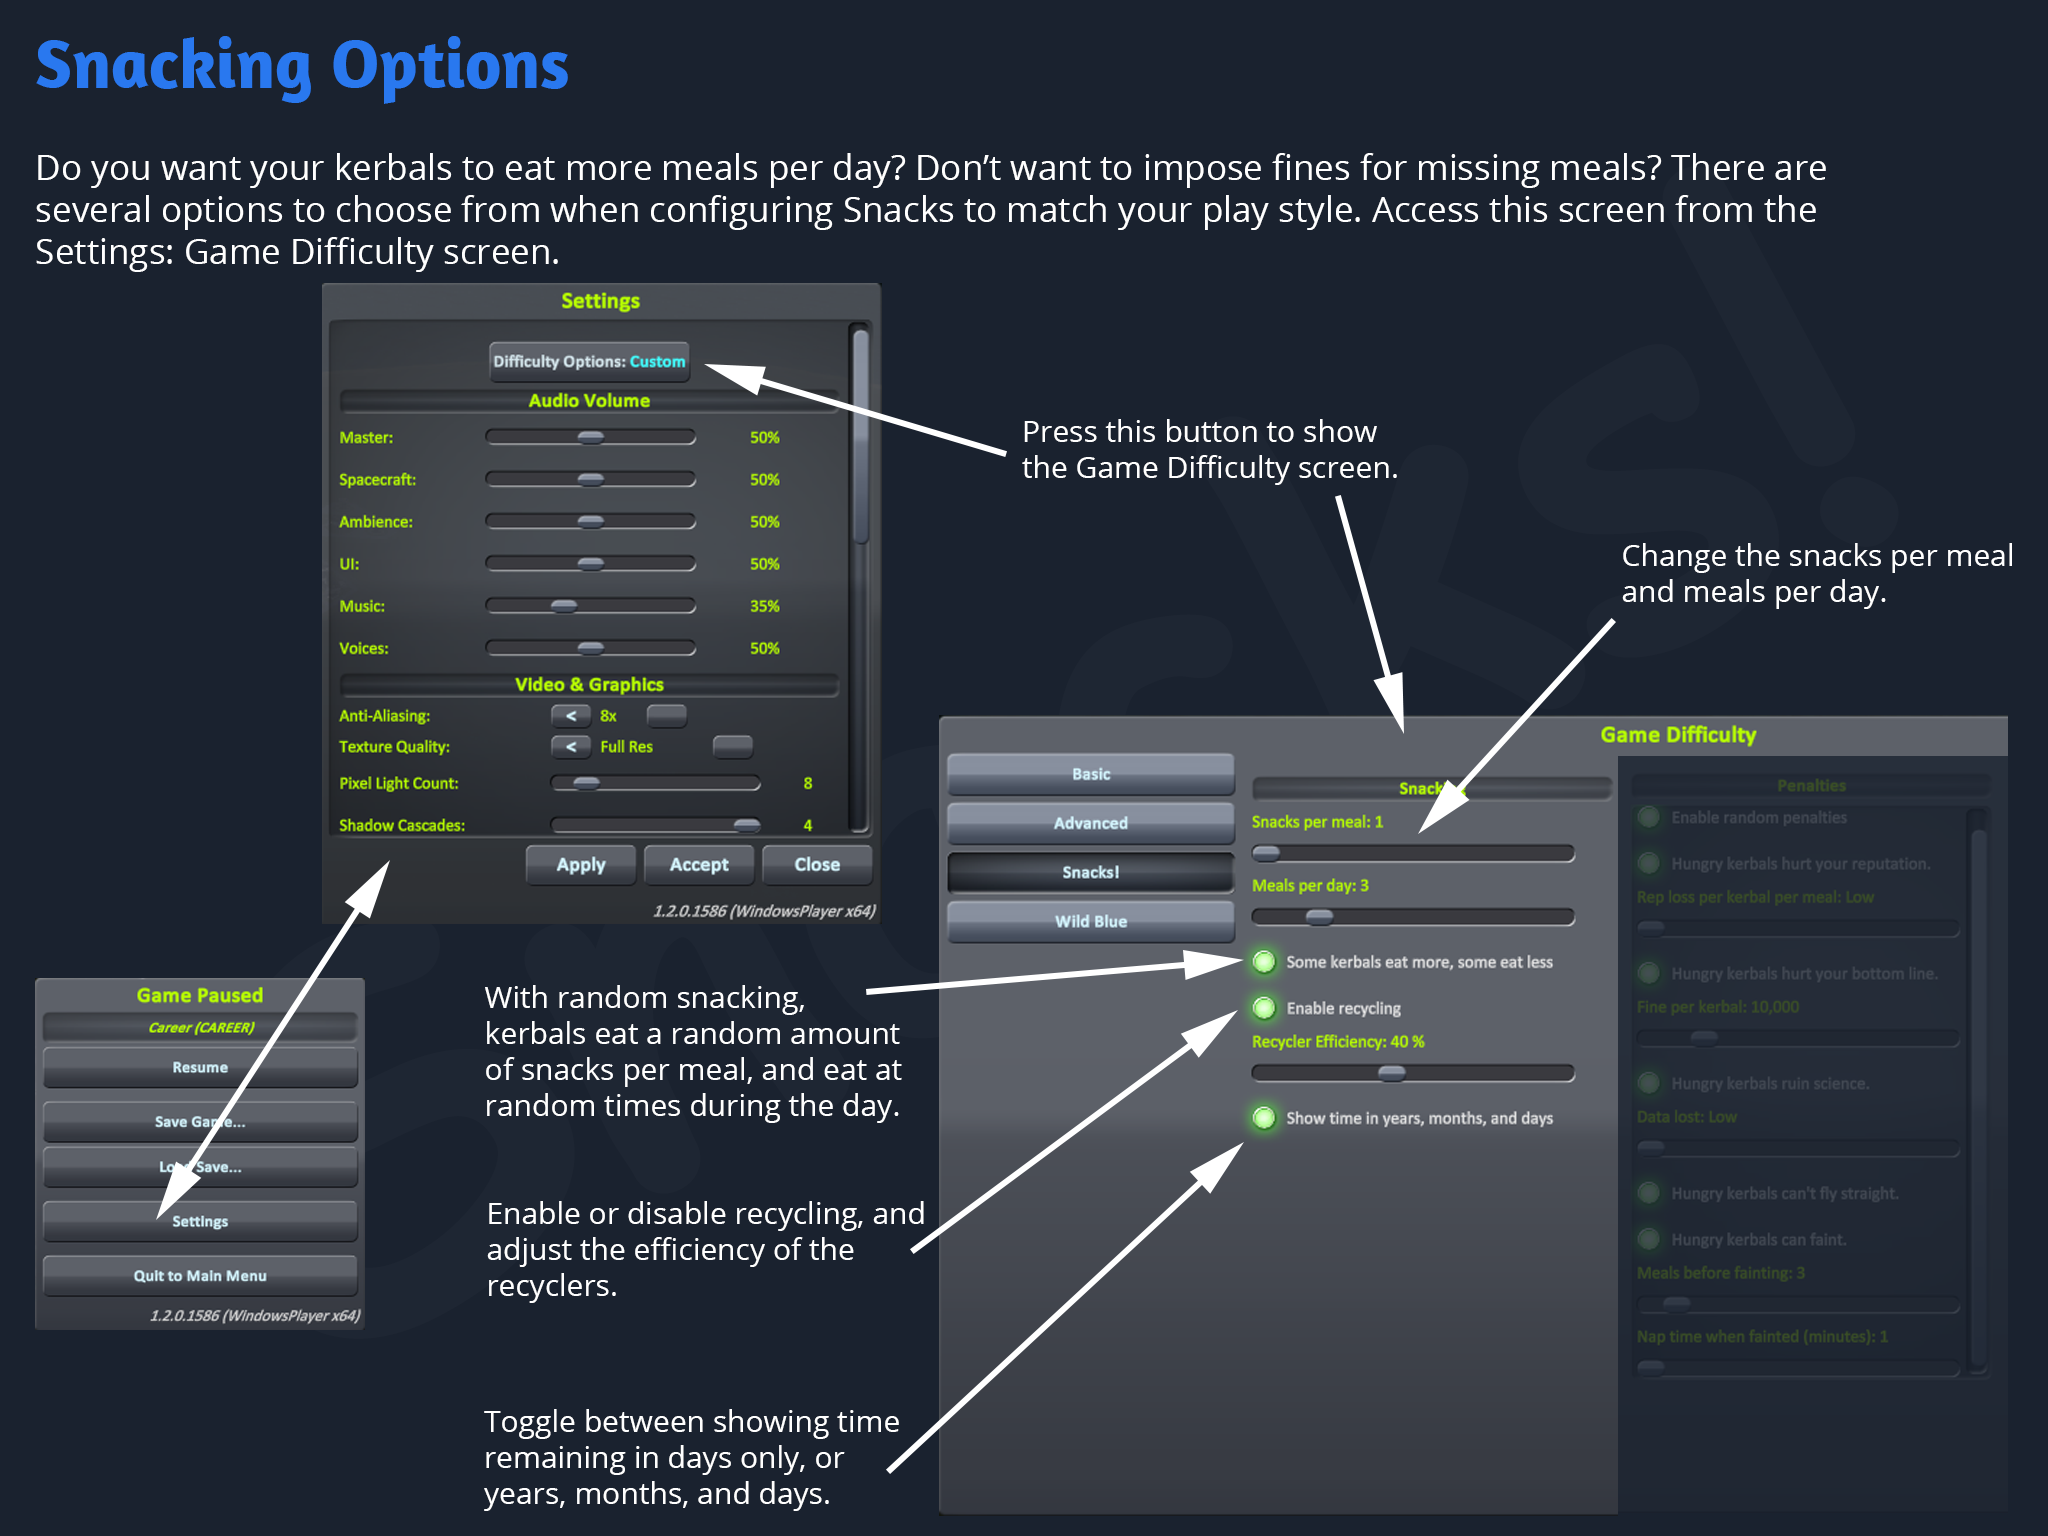 Snacking Options
Do you want your kerbals to eat more meals per day? Don’t want to impose fines for missing meals? There are
several options to choose from when configuring Snacks to match your play style. Access this screen from the
Settings: Game Difficulty screen.
Settings
Difficulty Options: Custom
Audio Volume
Master: 50%
Spacecraft: 50%
Ambience: 50%
UI: 50%
Music: 35%
Voices: 50%
Video & Graphics
Anti-Aliasing: < 8x
Texture Quality: < Full Res
Pixel Light Count: 8
Shadow Cascades: 4
Apply Accept Close
1.2.0.1586 (WindowsPlayer x64)
Press this button to show
the Game Difficulty screen.
Change the snacks per meal
and meals per day.
Game Paused
Career (CAREER)
Resume
Save Game...
Load Save...
Settings
Quit to Main Menu
1.2.0.1586 (WindowsPlayer x64)
With random snacking,
kerbals eat a random amount
of snacks per meal, and eat at
random times during the day.
Enable or disable recycling, and
adjust the efficiency of the
recyclers.
Toggle between showing time
remaining in days only, or
years, months, and days.
Game Difficulty
Basic
Advanced
Snacks!
Wild Blue
Snacks per meal: 1
Meals per day: 3
Some kerbals eat more, some eat less
Enable recycling
Recycler Efficiency: 40 %
Show time in years, months, and days
Penalties
Enable random penalties
Hungry kerbals hurt your reputation.
Rep loss per kerbal per meal: Low
Hungry kerbals hurt your bottom line.
Fine per kerbal: 10,000
Hungry kerbals ruin science.
Data lost: Low
Hungry kerbals can't fly straight.
Hungry kerbals can faint.
Meals before fainting: 3
Nap time when fainted (minutes): 1
Snacks!